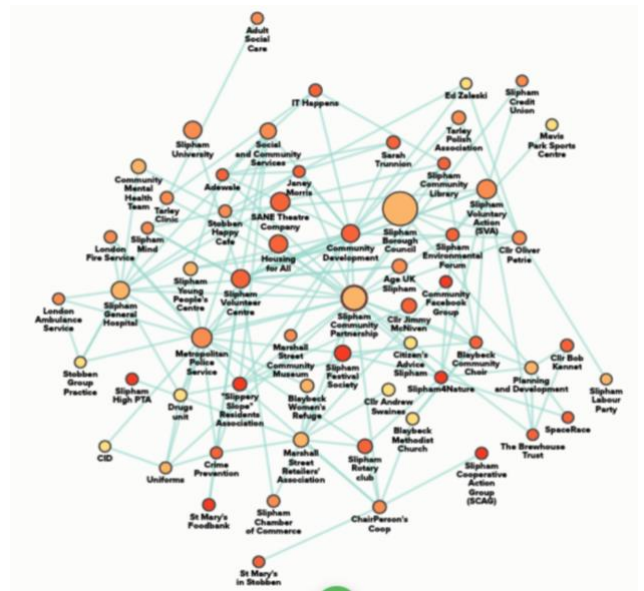 Adult
Social
Care
IT Happens
Ed Zaleski
Slipham
Credit
Union
Tarley
Polish
Association
Mavis
Park Sports
Centre
Slipham
University
Social
and Community
Services
Sarah
Trunnion
Slipham
Community
Library
Community
Mental
Health
Team
Adewale
Janey
Morris
Tarley
Clinic
SANE Theatre
Company
Stobben
Happy
Cafe
Slipham
Borough
Council
Slipham
Voluntary
Action
(SVA)
London
Fire Service
Slipham
Mind
Housing
for All
Community
Development
Slipham
Environmental
Forum
Cllr Oliver
Petrie
Age UK
Slipham
Slipham
Young
People's
Centre
Slipham
Volunteer
Centre
Community
Facebook
Group
London
Ambulance
Service
Slipham
General
Hospital
Slipham
Community
Partnership
Cllr Jimmy
McNiven
Metropolitan
Police
Service
Marshall
Street
Community
Museum
Slipham
Festival
Society
Citizen's
Advice
Slipham
Blaybeck
Community
Choir
Cllr Bob
Kennet
Stobben
Group
Practice
Slipham
High PTA
Drugs
unit
"Slippery
Slope"
Residents
Association
Blaybeck
Women's
Refuge
Cllr Andrew
Swaines
Slipham4Nature
Planning
and Development
Slipham
Labour
Party
Blaybeck
Methodist
Church
SpaceRace
The Brewhouse
Trust
CID
Uniforms
Crime
Prevention
Marshall
Street
Retailers'
Association
Slipham
Rotary
club
Slipham
Cooperative
Action
Group
(SCAG)
St Mary's
Foodbank
Slipham
Chamber
of Commerce
ChairPerson's
Coop
St Mary's
in Stobben